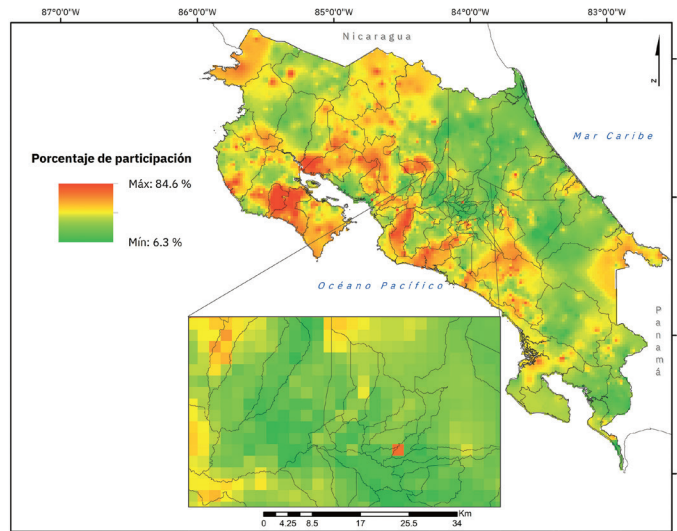 87°0'0"W 86°0'0"W 85°0'0"W 84°0'0"W 83°0'0"W
Nicaragua
z
Mar Caribe
Porcentaje de participación
Máx: 84.6 %
Mín: 6.3 %
Océano Pacífico
Panamá
Km
0 4.25 8.5 17 25.5 34